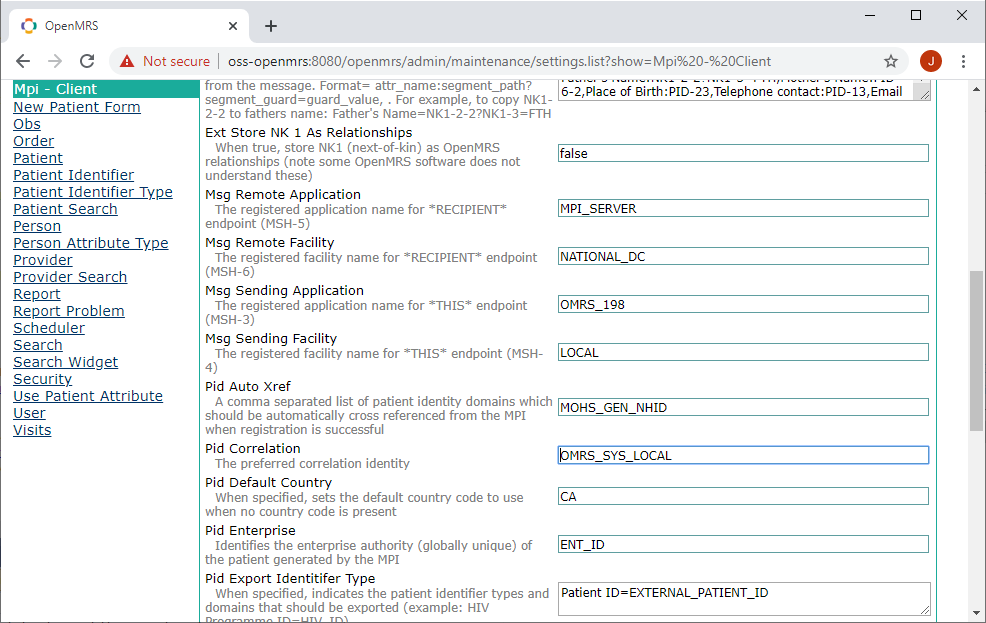 OpenMRS
Not secure
oss-openmrs:8080/openmrs/admin/maintenance/settings.list?show=Mpi%20-%20Client
J
Mpi - Client
New Patient Form
Obs
Order
Patient
Patient Identifier
Patient Identifier Type
Patient Search
Person
Person Attribute Type
Provider
Provider Search
Report
Report Problem
Scheduler
Search
Search Widget
Security
Use Patient Attribute
User
Visits
from the message. Format= attr_name:segment_path?
segment_guard=guard_value, . For example, to copy NK1-
2-2 to fathers name: Father's Name=NK1-2-2?NK1-3=FTH
6-2,Place of Birth:PID-23,Telephone contact:PID-13,Email
Ext Store NK 1 As Relationships
When true, store NK1 (next-of-kin) as OpenMRS
relationships (note some OpenMRS software does not
understand these)
false
Msg Remote Application
The registered application name for *RECIPIENT*
endpoint (MSH-5)
MPI_SERVER
Msg Remote Facility
The registered facility name for *RECIPIENT* endpoint
(MSH-6)
NATIONAL_DC
Msg Sending Application
The registered application name for *THIS* endpoint
(MSH-3)
OMRS_198
Msg Sending Facility
The registered facility name for *THIS* endpoint (MSH-
4)
LOCAL
Pid Auto Xref
A comma separated list of patient identity domains which
should be automatically cross referenced from the MPI
when registration is successful
MOHS_GEN_NHID
Pid Correlation
The preferred correlation identity
OMRS_SYS_LOCAL
Pid Default Country
When specified, sets the default country code to use
when no country code is present
CA
Pid Enterprise
Identifies the enterprise authority (globally unique) of
the patient generated by the MPI
ENT_ID
Pid Export Identitifer Type
When specified, indicates the patient identifier types and
domains that should be exported (example: HIV
Programme ID=HIV_ID)
Patient ID=EXTERNAL_PATIENT_ID